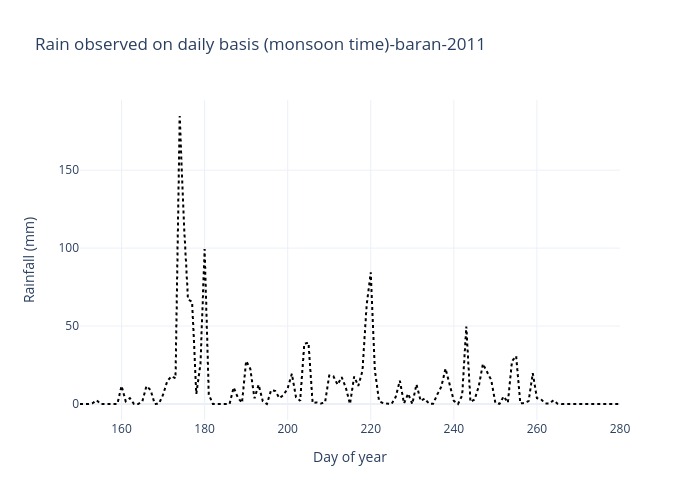 Rain observed on daily basis (monsoon time)-baran-2011
Rainfall (mm)
150
100
50
0
160 180 200 220 240 260 280
Day of year